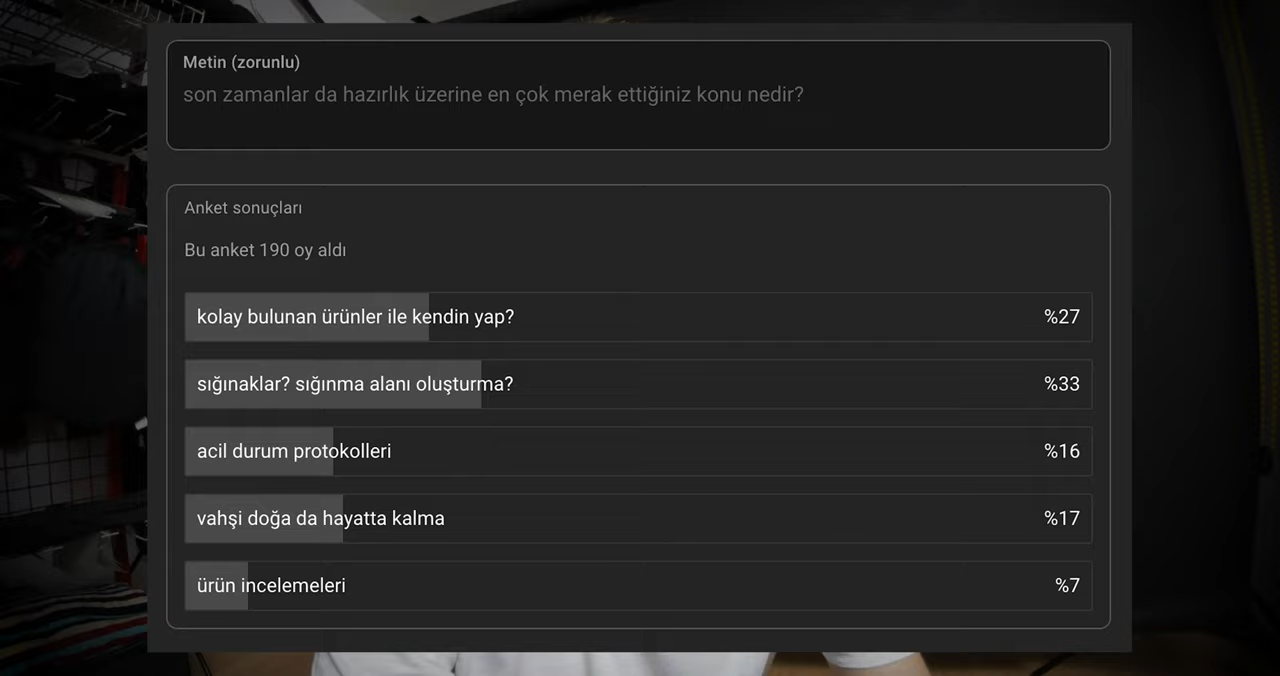 Metin (zorunlu)
son zamanlar da hazırlık üzerine en çok merak ettiğiniz konu nedir?
Anket sonuçları
Bu anket 190 oy aldı
kolay bulunan ürünler ile kendin yap? %27
sığınaklar? sığınma alanı oluşturma? %33
acil durum protokolleri %16
vahşi doğa da hayatta kalma %17
ürün incelemeleri %7